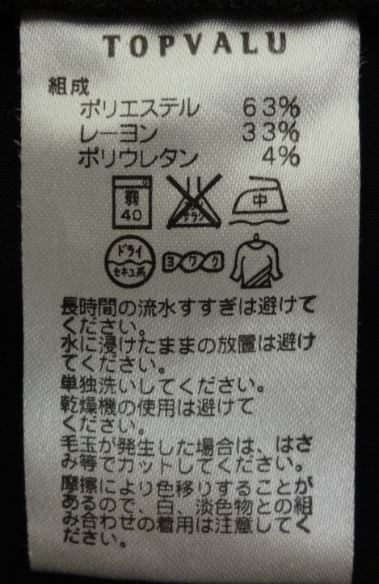 TOPVALU
組成
ポリエステル 63%
レーヨン 33%
ポリウレタン 4%
弱 40 エンソ サラシ 中
ドライ セキユ系 ヨワク
長時間の流水すすぎは避けて
ください。
水に浸けたままの放置は避け
てください。
単独洗いしてください。
乾燥機の使用は避けて
ください。
毛玉が発生した場合は、はさ
み等でカットしてください。
摩擦により色移りすることが
あるので、白、淡色物との組
み合わせの着用は注意してく
ださい。